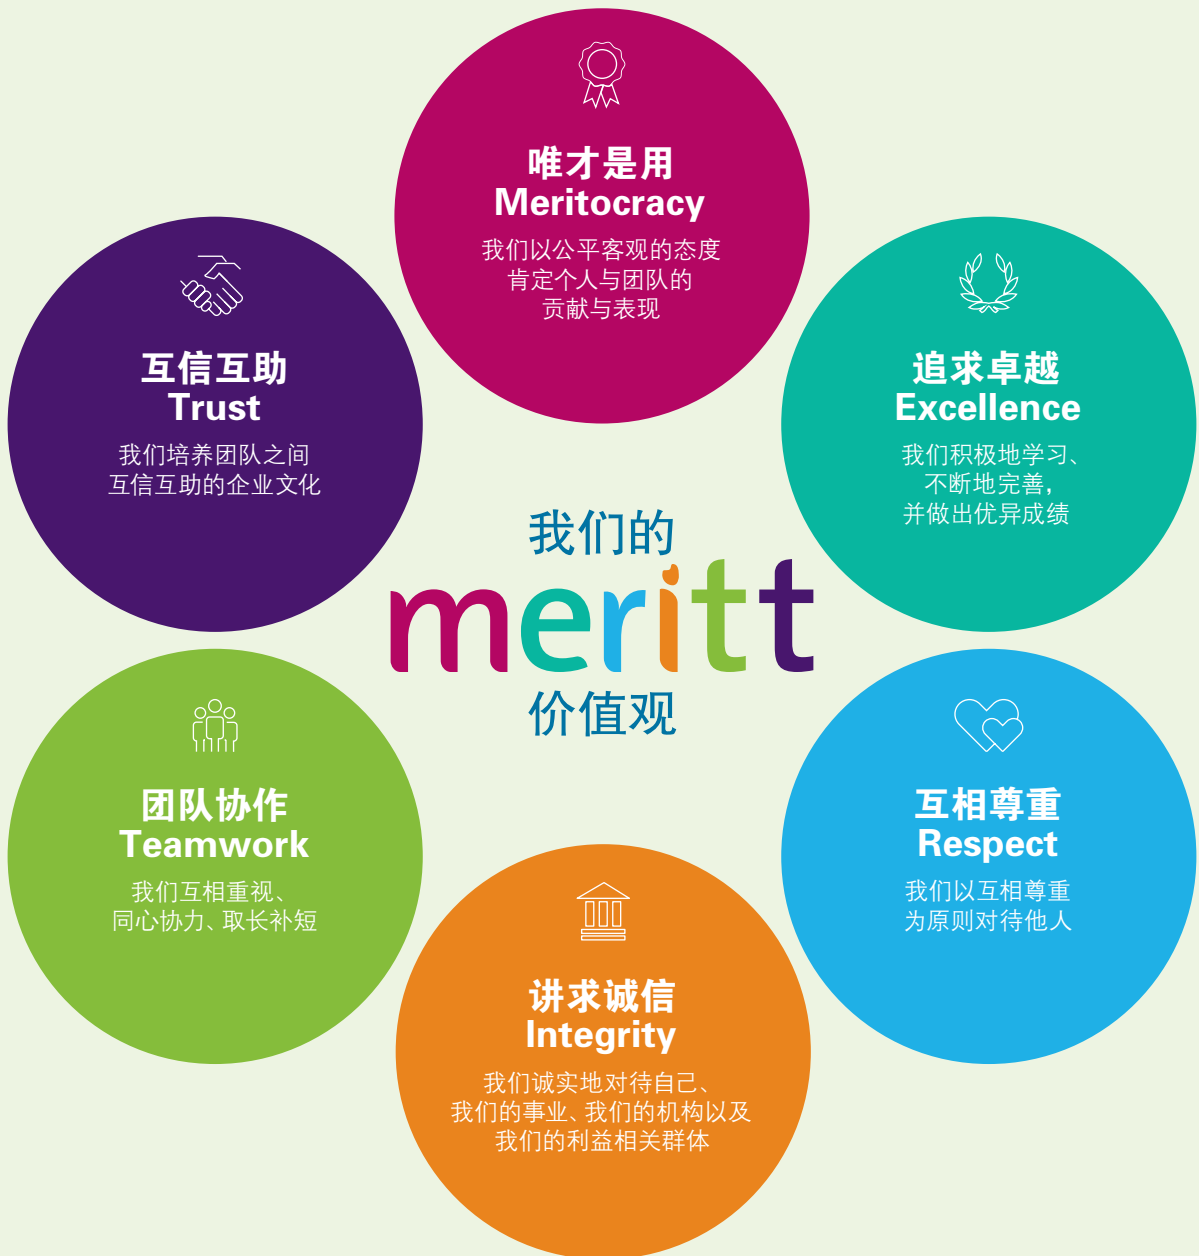 唯才是用
Meritocracy
我们以公平客观的态度
肯定个人与团队的
贡献与表现
追求卓越
Excellence
我们积极地学习、
不断地完善，
并做出优异成绩
互相尊重
Respect
我们以互相尊重
为原则对待他人
讲求诚信
Integrity
我们诚实地对待自己、
我们的事业、我们的机构以及
我们的利益相关群体
团队协作
Teamwork
我们互相重视、
同心协力、取长补短
互信互助
Trust
我们培养团队之间
互信互助的企业文化
我们的
meritt
价值观